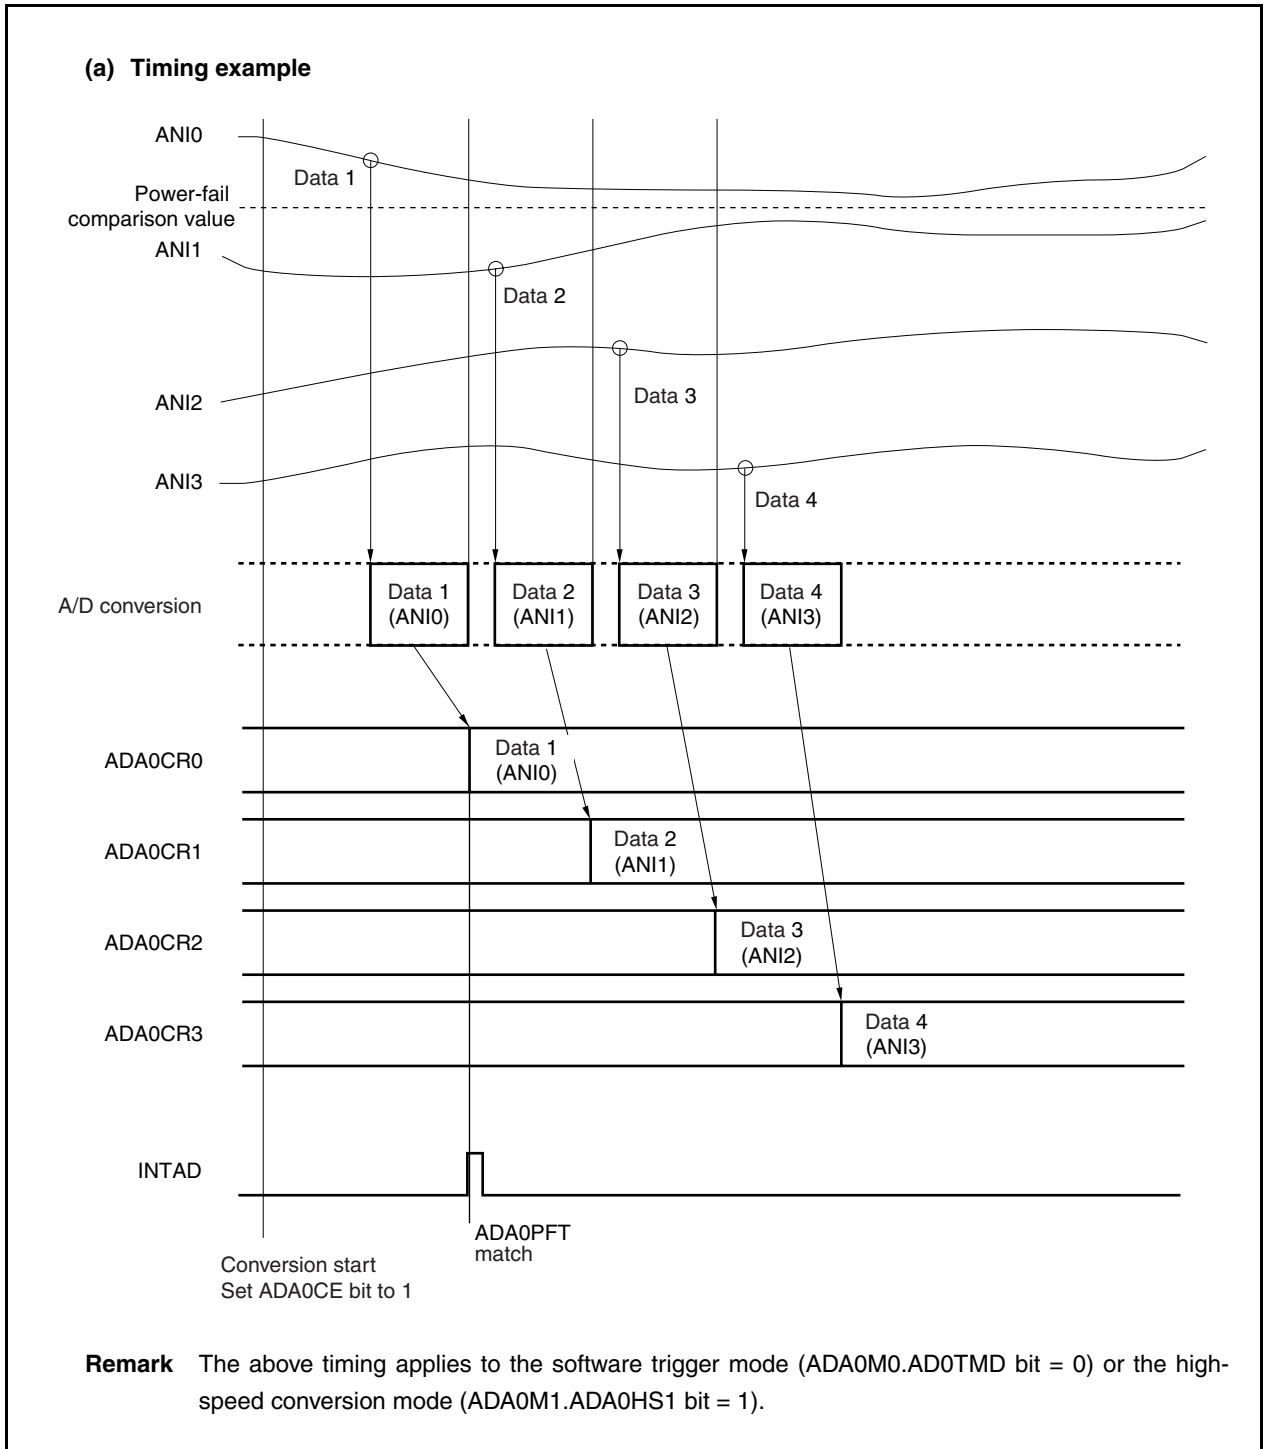 (a) Timing example
ANI0
Data 1
Power-fail
comparison value
ANI1
Data 2
ANI2
Data 3
ANI3
Data 4
A/D conversion
Data 1
(ANI0)
Data 2
(ANI1)
Data 3
(ANI2)
Data 4
(ANI3)
ADA0CR0
Data 1
(ANI0)
ADA0CR1
Data 2
(ANI1)
ADA0CR2
Data 3
(ANI2)
ADA0CR3
Data 4
(ANI3)
INTAD
ADA0PFT
match
Conversion start
Set ADA0CE bit to 1
Remark The above timing applies to the software trigger mode (ADA0M0.AD0TMD bit = 0) or the high-
speed conversion mode (ADA0M1.ADA0HS1 bit = 1).